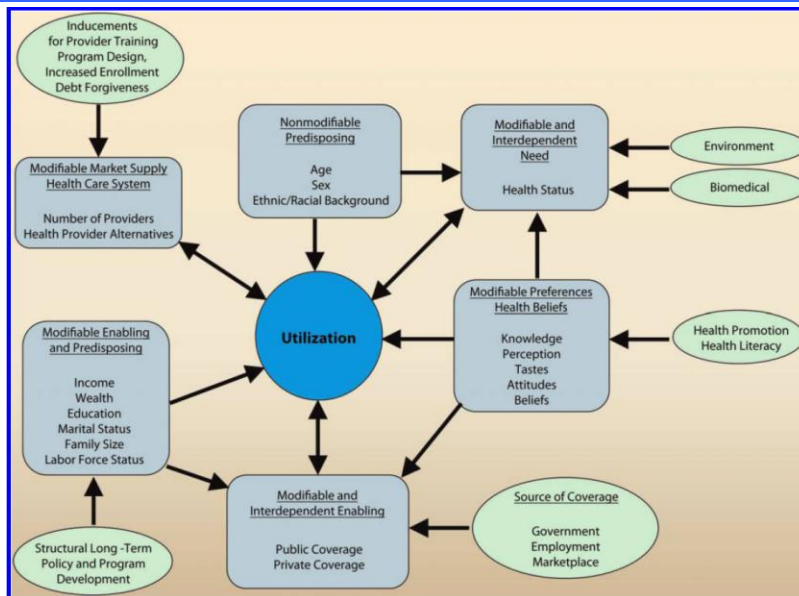 Inducements
for Provider Training
Program Design,
Increased Enrollment
Debt Forgiveness
Nonmodifiable
Predisposing
Age
Sex
Ethnic/Racial Background
Modifiable and
Interdependent
Need
Health Status
Environment
Biomedical
Modifiable Market Supply
Health Care System
Number of Providers
Health Provider Alternatives
Utilization
Modifiable Preferences
Health Beliefs
Knowledge
Perception
Tastes
Attitudes
Beliefs
Health Promotion
Health Literacy
Modifiable Enabling
and Predisposing
Income
Wealth
Education
Marital Status
Family Size
Labor Force Status
Modifiable and
Interdependent Enabling
Public Coverage
Private Coverage
Source of Coverage
Government
Employment
Marketplace
Structural Long -Term
Policy and Program
Development